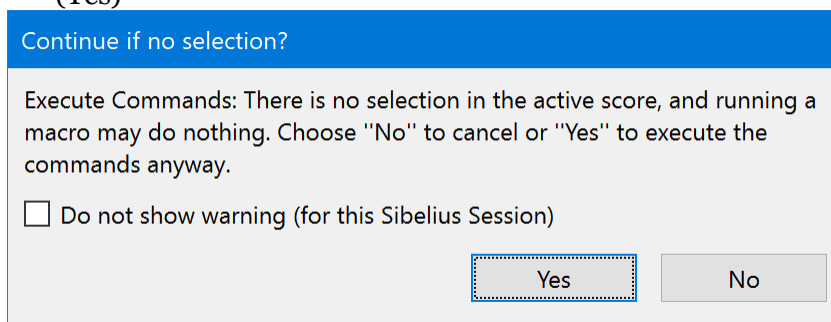 (Yes)
Continue if no selection?
Execute Commands: There is no selection in the active score, and running a
macro may do nothing. Choose ''No'' to cancel or ''Yes'' to execute the
commands anyway.
Do not show warning (for this Sibelius Session)
Yes
No